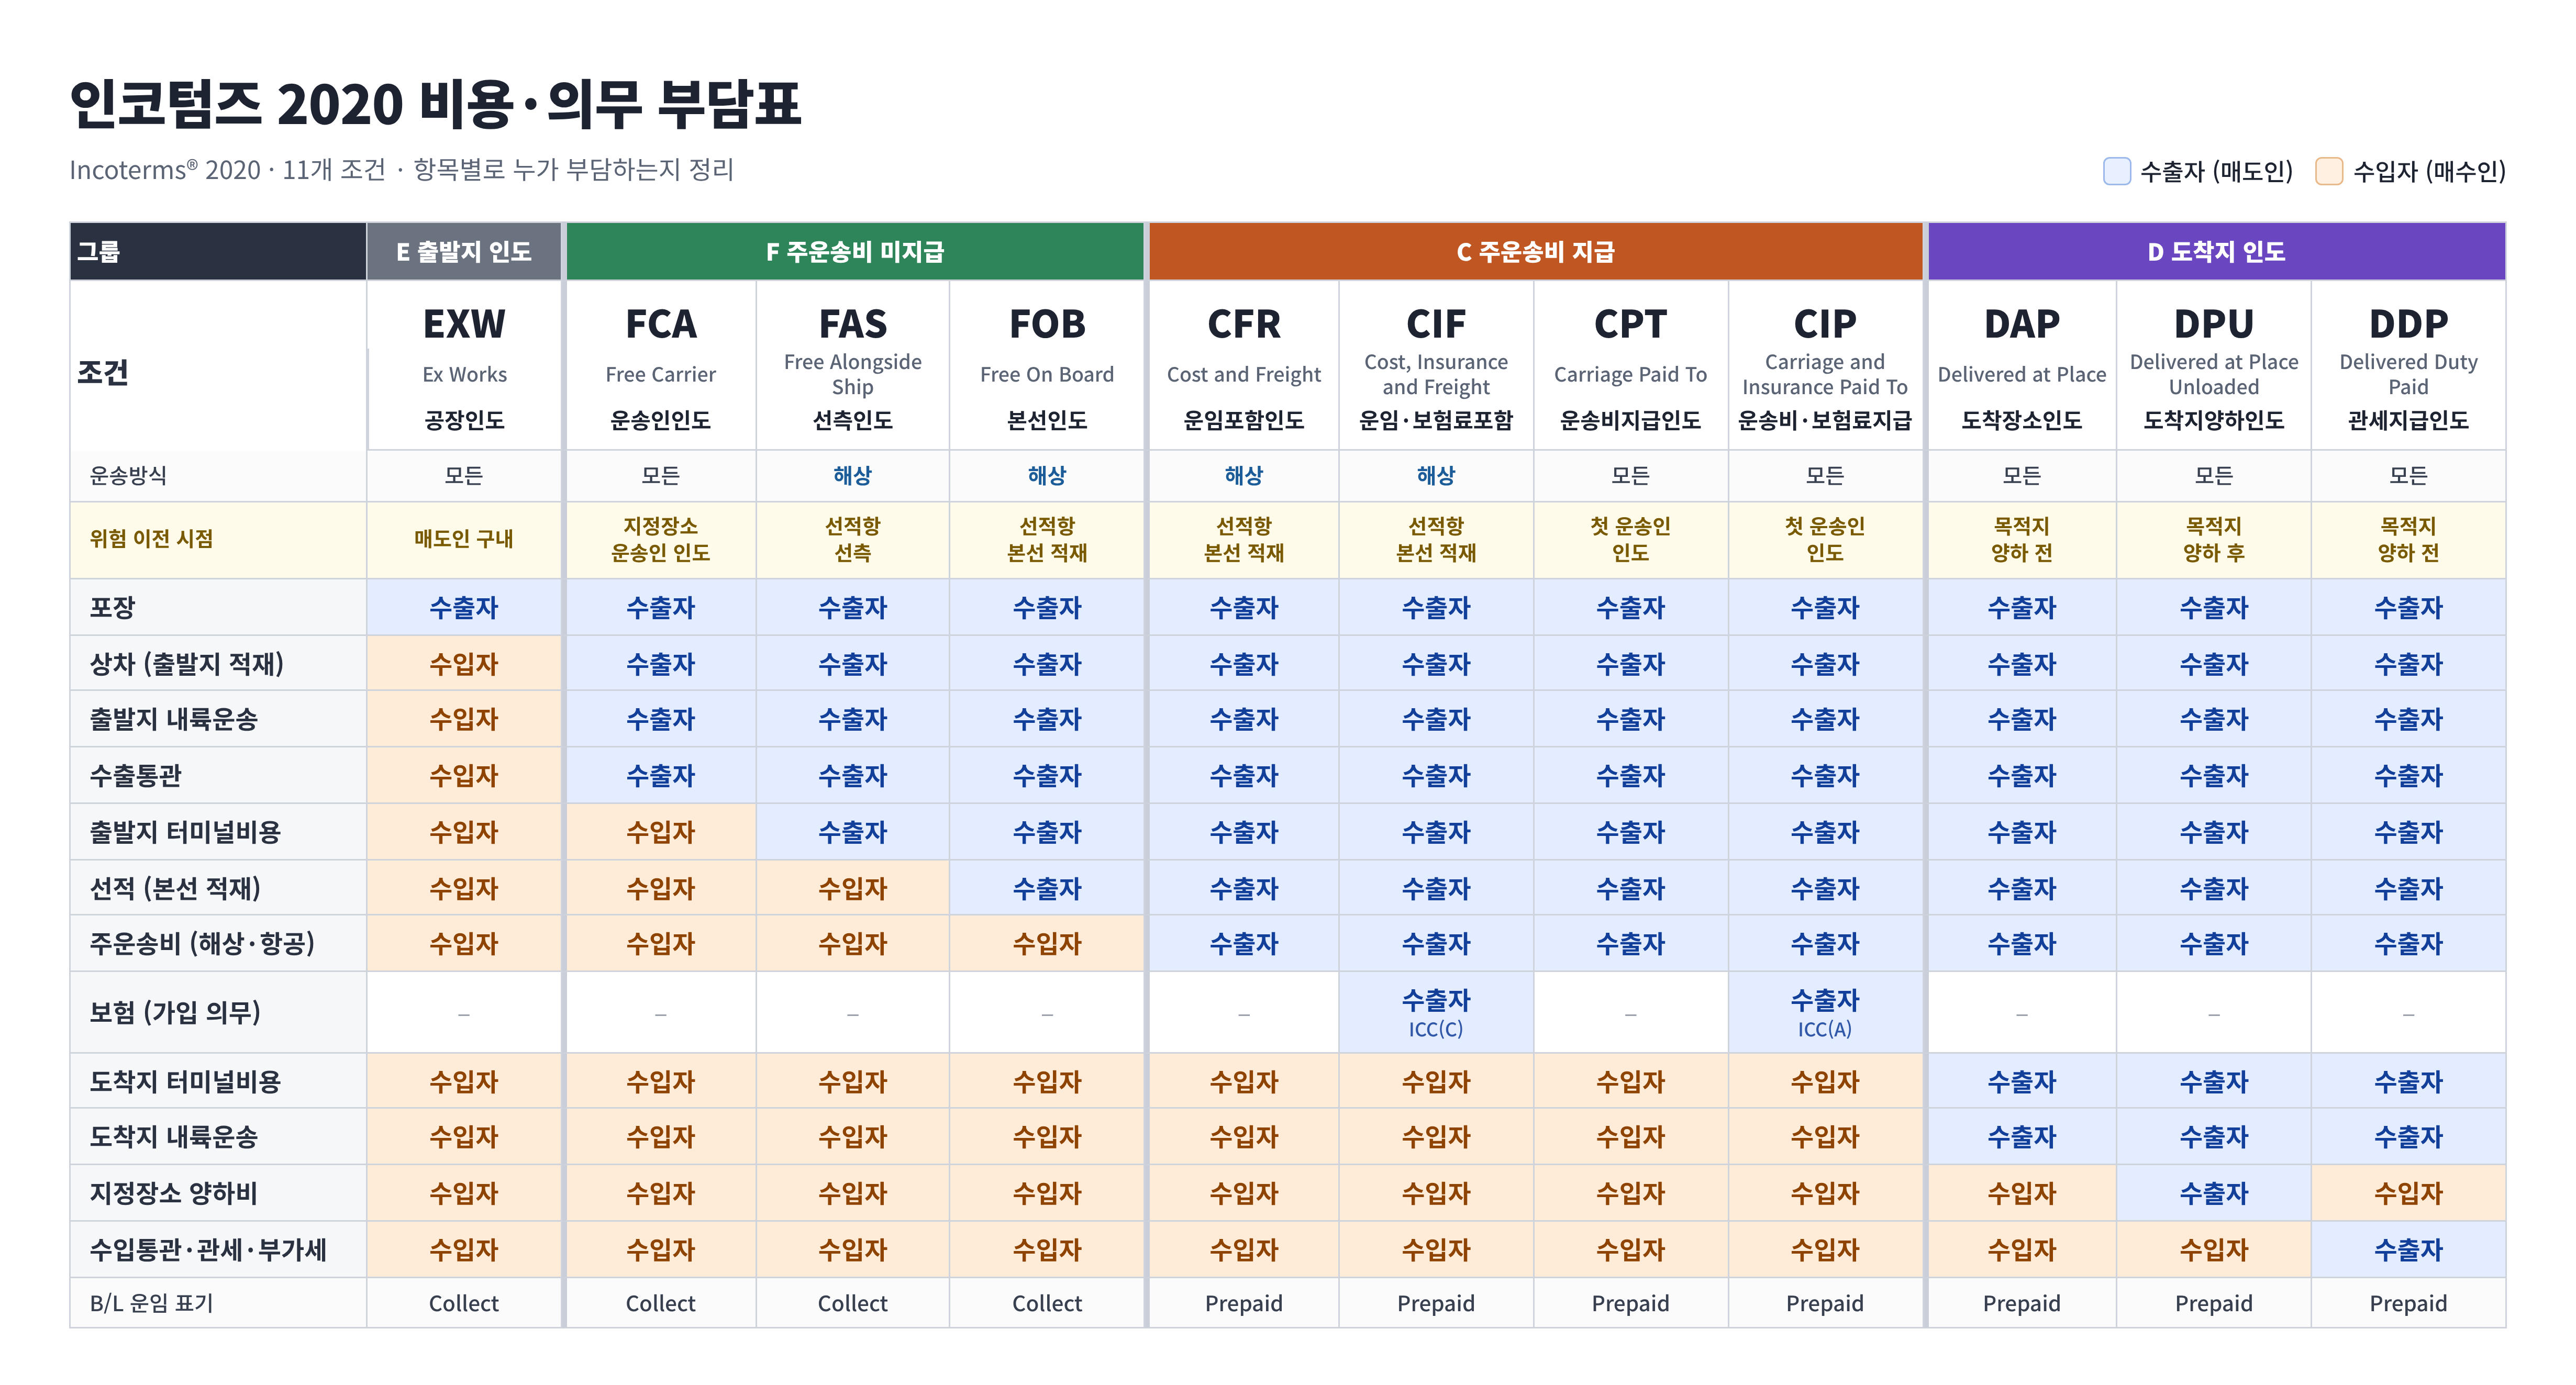 인코텀즈 2020 비용·의무 부담표
Incoterms® 2020 · 11개 조건 · 항목별로 누가 부담하는지 정리
수출자 (매도인) 수입자 (매수인)
그룹 E 출발지 인도 F 주운송비 미지급 C 주운송비 지급 D 도착지 인도
조건
EXW
Ex Works
공장인도
FCA
Free Carrier
운송인인도
FAS
Free Alongside
Ship
선측인도
FOB
Free On Board
본선인도
CFR
Cost and Freight
운임포함인도
CIF
Cost, Insurance
and Freight
운임·보험료포함
CPT
Carriage Paid To
운송비지급인도
CIP
Carriage and
Insurance Paid To
운송비·보험료지급
DAP
Delivered at Place
도착장소인도
DPU
Delivered at Place
Unloaded
도착지양하인도
DDP
Delivered Duty
Paid
관세지급인도
운송방식 모든 모든 해상 해상 해상 해상 모든 모든 모든 모든 모든
위험 이전 시점
매도인 구내
지정장소
운송인 인도
선적항
선측
선적항
본선 적재
선적항
본선 적재
선적항
본선 적재
첫 운송인
인도
첫 운송인
인도
목적지
양하 전
목적지
양하 후
목적지
양하 전
포장 수출자 수출자 수출자 수출자 수출자 수출자 수출자 수출자 수출자 수출자 수출자
상차 (출발지 적재) 수입자 수출자 수출자 수출자 수출자 수출자 수출자 수출자 수출자 수출자 수출자
출발지 내륙운송 수입자 수출자 수출자 수출자 수출자 수출자 수출자 수출자 수출자 수출자 수출자
수출통관 수입자 수출자 수출자 수출자 수출자 수출자 수출자 수출자 수출자 수출자 수출자
출발지 터미널비용 수입자 수입자 수출자 수출자 수출자 수출자 수출자 수출자 수출자 수출자 수출자
선적 (본선 적재) 수입자 수입자 수입자 수출자 수출자 수출자 수출자 수출자 수출자 수출자 수출자
주운송비 (해상·항공) 수입자 수입자 수입자 수입자 수출자 수출자 수출자 수출자 수출자 수출자 수출자
보험 (가입 의무) – – – – – 수출자 ICC(C) – 수출자 ICC(A) – – –
도착지 터미널비용 수입자 수입자 수입자 수입자 수입자 수입자 수입자 수입자 수출자 수출자 수출자
도착지 내륙운송 수입자 수입자 수입자 수입자 수입자 수입자 수입자 수입자 수출자 수출자 수출자
지정장소 양하비 수입자 수입자 수입자 수입자 수입자 수입자 수입자 수입자 수입자 수출자 수입자
수입통관·관세·부가세 수입자 수입자 수입자 수입자 수입자 수입자 수입자 수입자 수입자 수입자 수출자
B/L 운임 표기 Collect Collect Collect Collect Prepaid Prepaid Prepaid Prepaid Prepaid Prepaid Prepaid